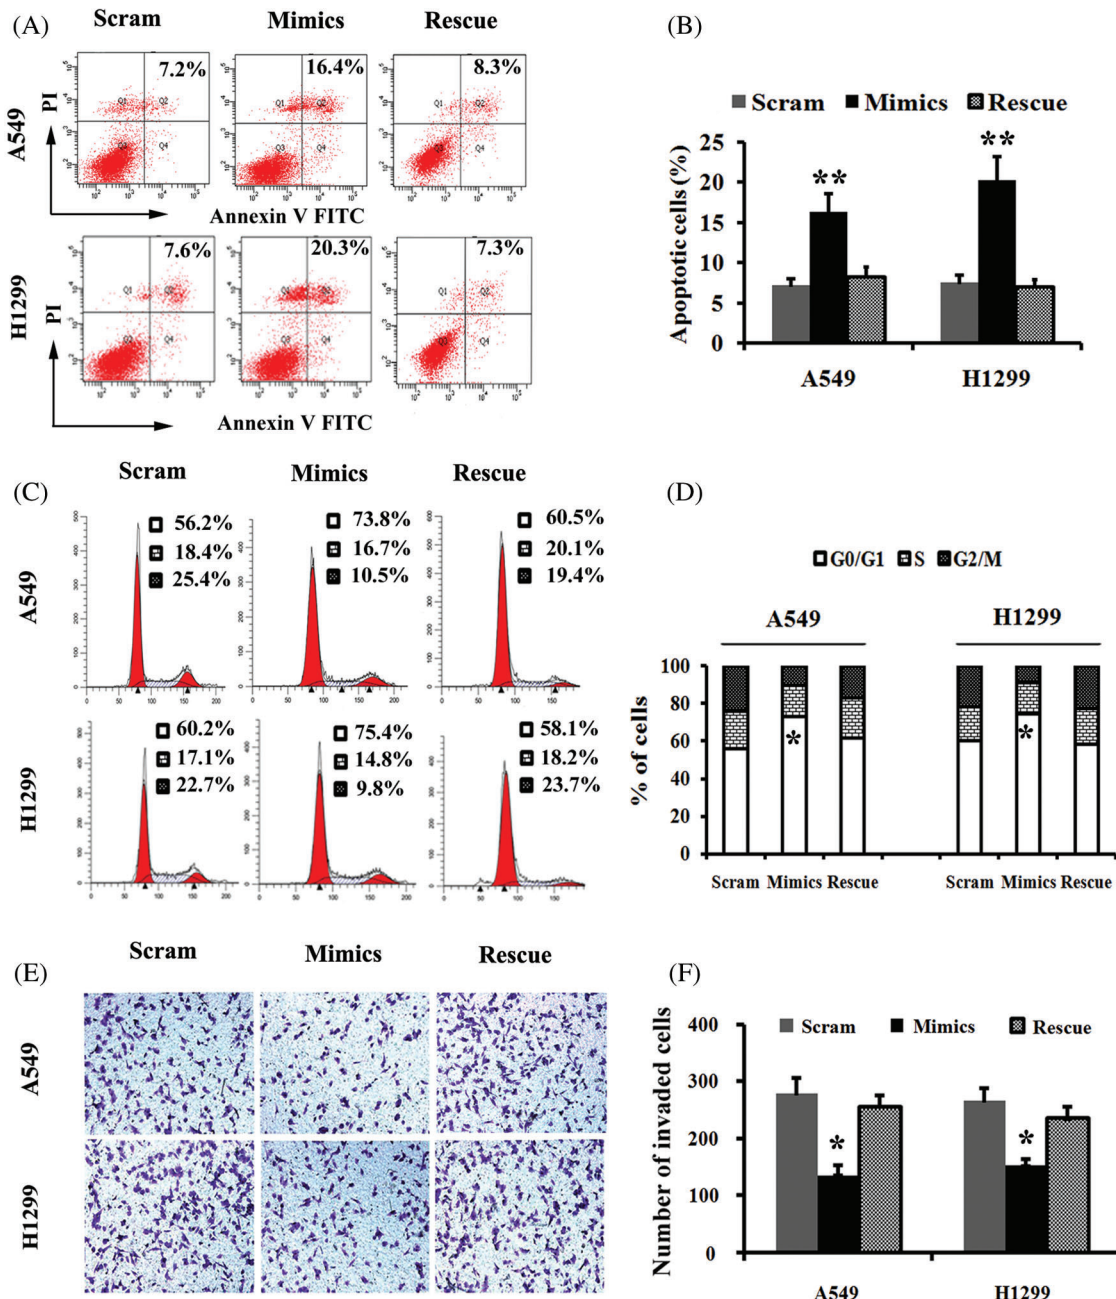 (A)
Scram Mimics Rescue
A549
PI
7.2% 16.4% 8.3%
Q1 Q2 Q3 Q4
Annexin V FITC
H1299
PI
7.6% 20.3% 7.3%
Annexin V FITC
(B)
Scram Mimics Rescue
Apoptotic cells (%)
25
20
15
10
5
0
** **
A549 H1299
(C)
Scram Mimics Rescue
A549
56.2% 73.8% 60.5%
18.4% 16.7% 20.1%
25.4% 10.5% 19.4%
H1299
60.2% 75.4% 58.1%
17.1% 14.8% 18.2%
22.7% 9.8% 23.7%
(D)
G0/G1 S G2/M
A549 H1299
% of cells
100
80
60
40
20
0
* *
Scram Mimics Rescue Scram Mimics Rescue
(E)
Scram Mimics Rescue
A549
H1299
(F)
Scram Mimics Rescue
Number of invaded cells
400
300
200
100
0
* *
A549 H1299